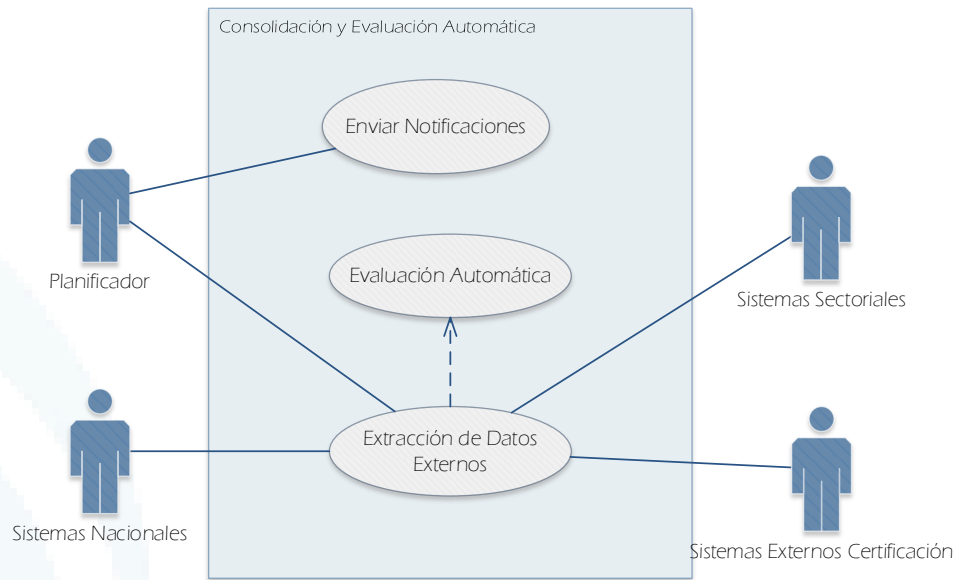 Consolidación y Evaluación Automática
Enviar Notificaciones
Planificador
Evaluación Automática
Sistemas Sectoriales
Extracción de Datos
Externos
Sistemas Nacionales
Sistemas Externos Certificación